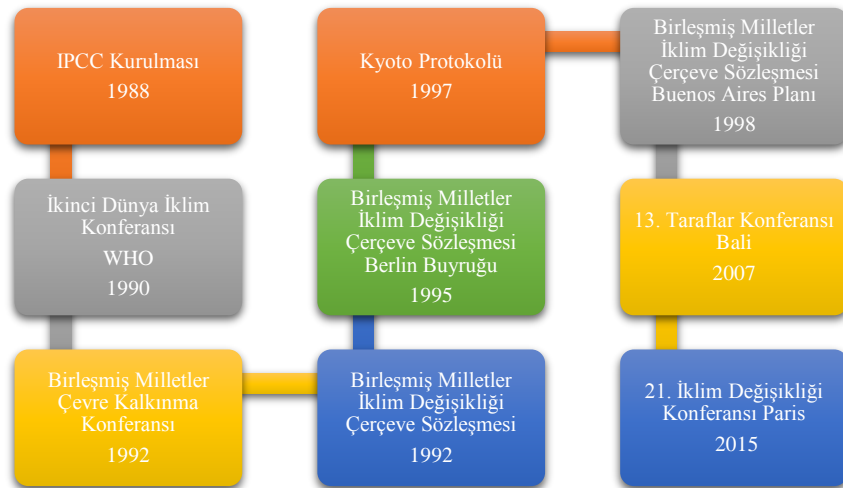 IPCC Kurulması
1988
İkinci Dünya İklim
Konferansı
WHO
1990
Birleşmiş Milletler
Çevre Kalkınma
Konferansı
1992
Birleşmiş Milletler
İklim Değişikliği
Çerçeve Sözleşmesi
1992
Birleşmiş Milletler
İklim Değişikliği
Çerçeve Sözleşmesi
Berlin Buyruğu
1995
Kyoto Protokolü
1997
Birleşmiş Milletler
İklim Değişikliği
Çerçeve Sözleşmesi
Buenos Aires Planı
1998
13. Taraflar Konferansı
Bali
2007
21. İklim Değişikliği
Konferansı Paris
2015